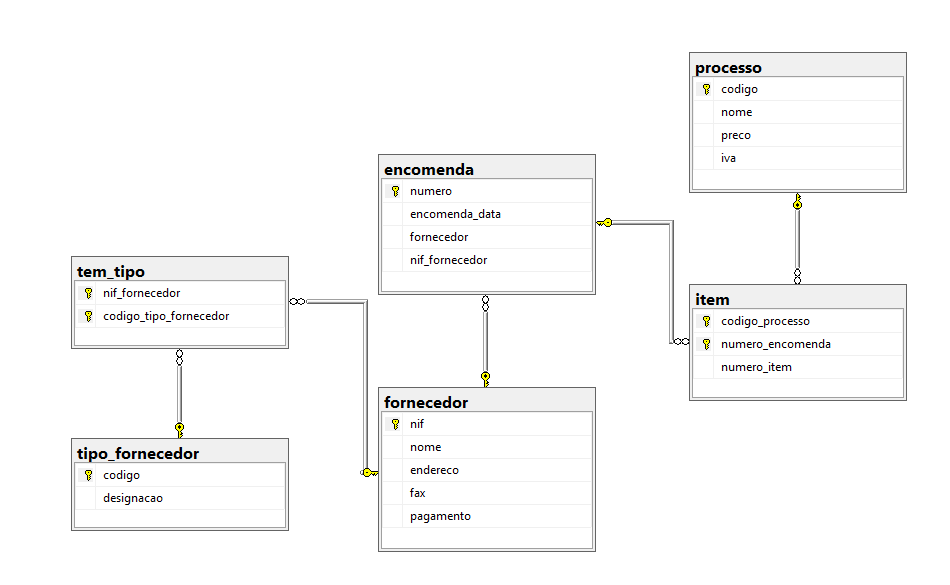 processo
codigo
nome
preco
iva
encomenda
numero
encomenda_data
fornecedor
nif_fornecedor
tem_tipo
nif_fornecedor
codigo_tipo_fornecedor
item
codigo_processo
numero_encomenda
numero_item
fornecedor
nif
nome
endereco
fax
pagamento
tipo_fornecedor
codigo
designacao